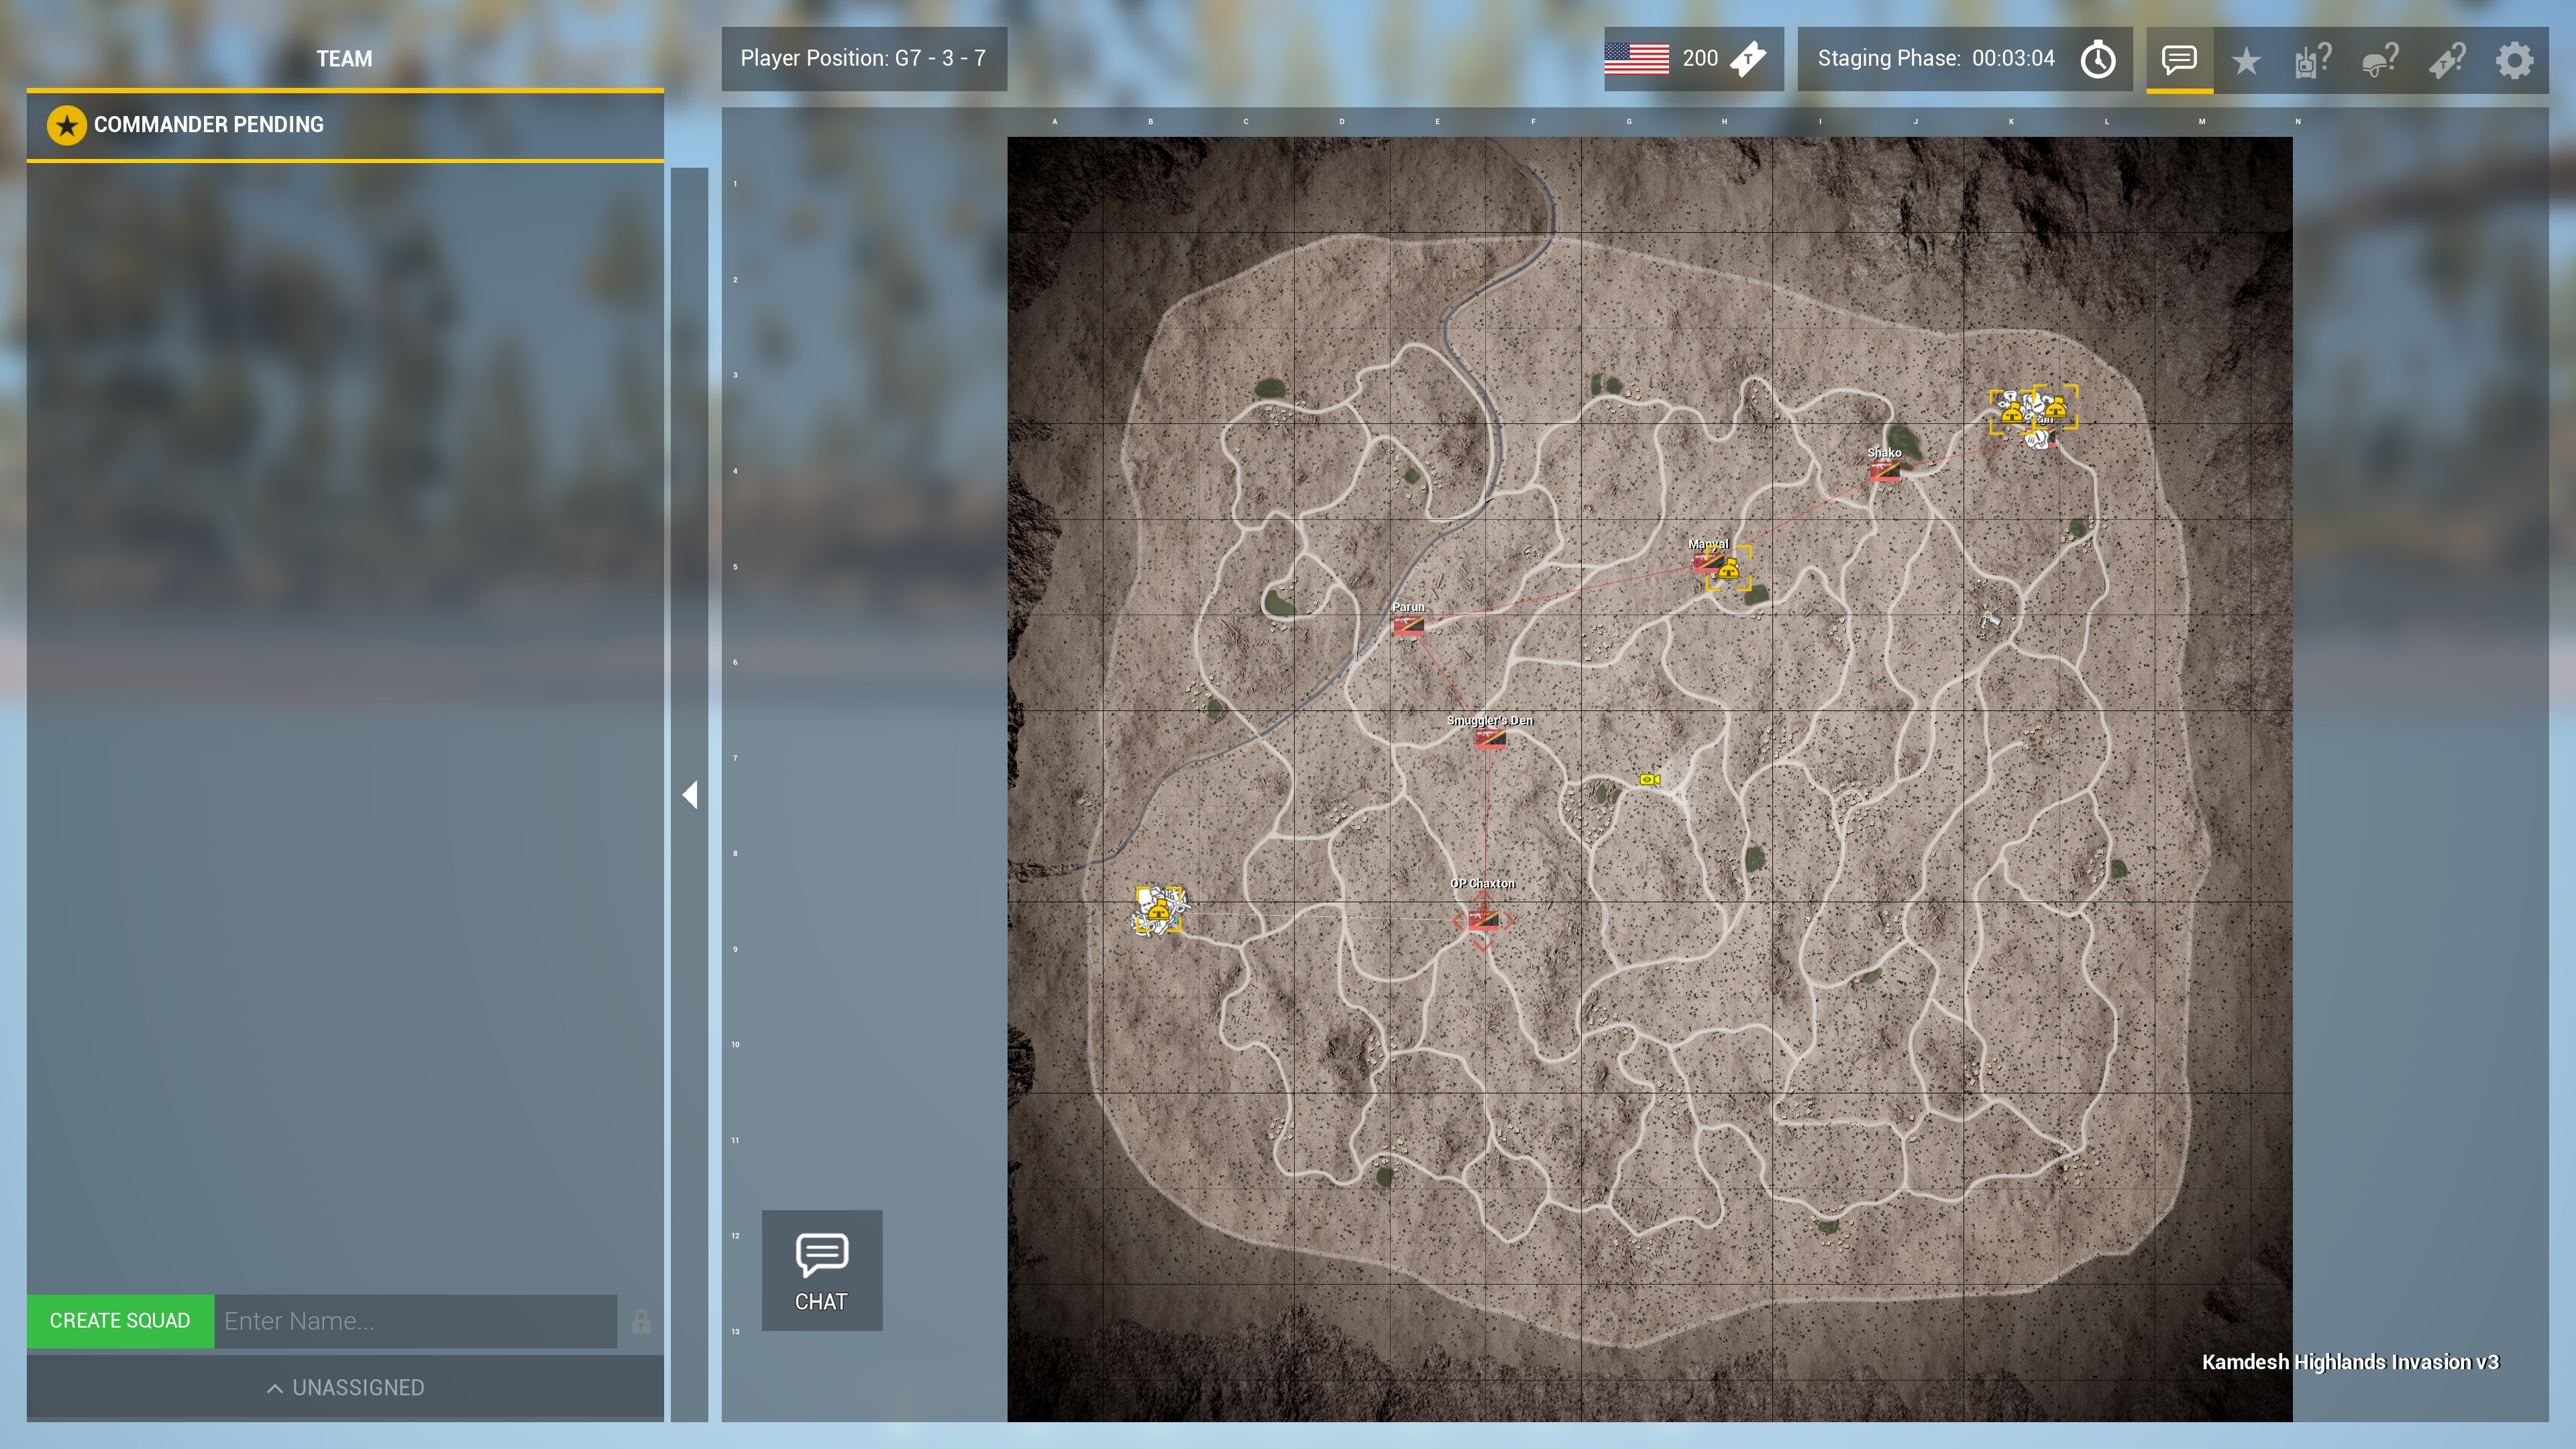 TEAM
Player Position: G7 - 3 - 7
200
Staging Phase: 00:03:04
COMMANDER PENDING
A B C D E F G H I J K L M N
1
2
3
4
5
6
7
8
9
10
11
12
13
Shako
Manval
Parun
Smuggler's Den
OP Chaxton
CHAT
CREATE SQUAD Enter Name...
UNASSIGNED
Kamdesh Highlands Invasion v3